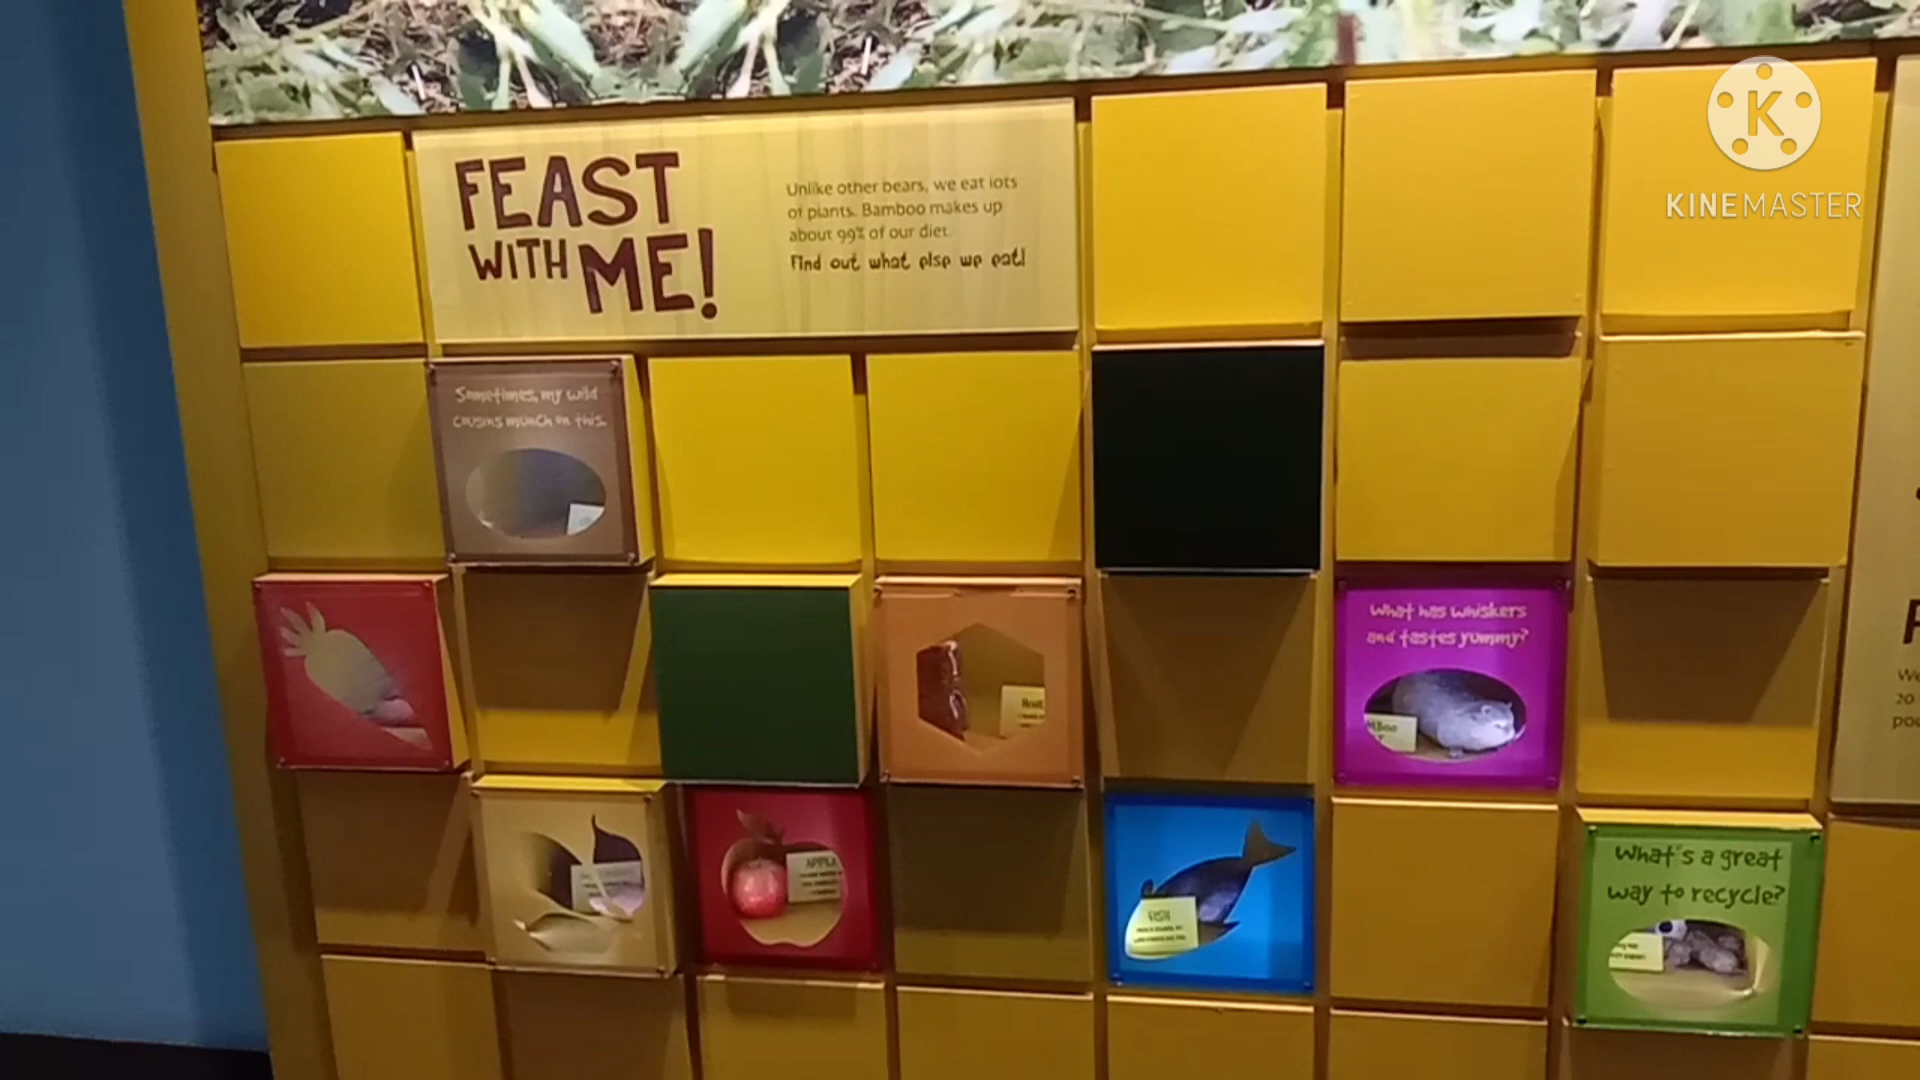 FEAST
WITH ME!
Unlike other bears, we eat lots
of plants. Bamboo makes up
about 99% of our diet.
Find out what else we eat!
K
KINEMASTER
Sometimes, my wild
cousins munch on this.
What has whiskers
and tastes yummy?
APPLE
FISH
What's a great
way to recycle?
We
20